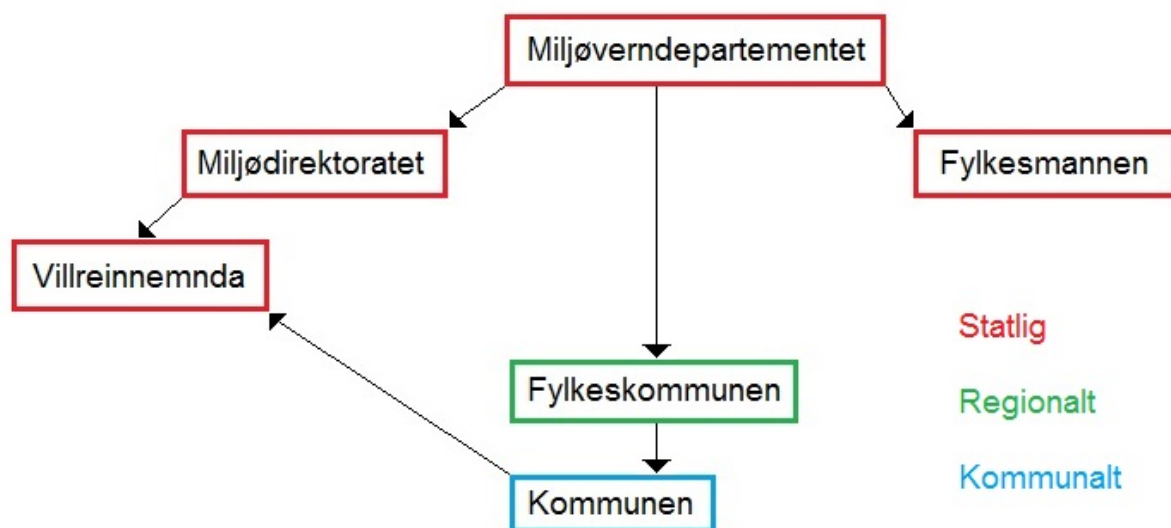 Miljøverndepartementet
Miljødirektoratet
Fylkesmannen
Villreinnemnda
Statlig
Fylkeskommunen
Regionalt
Kommunalt
Kommunen